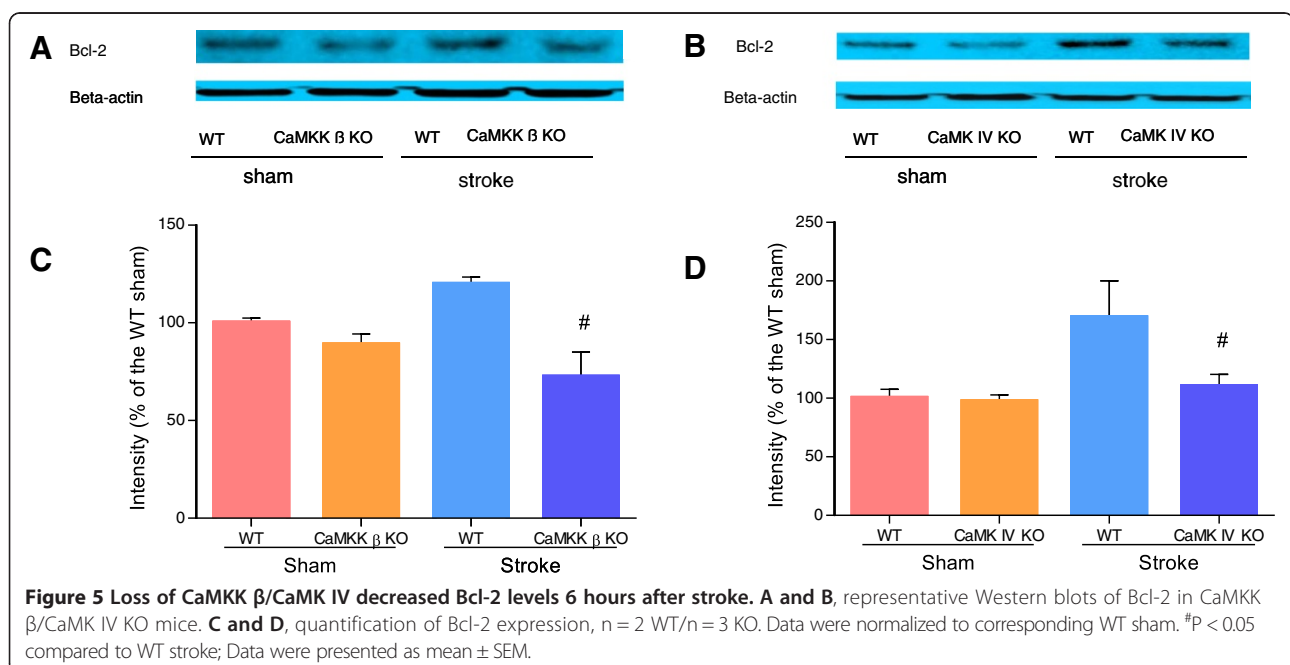 A
Bcl-2
Beta-actin
WT CaMKK ß KO WT CaMKK ß KO
sham stroke
B
Bcl-2
Beta-actin
WT CaMK IV KO WT CaMK IV KO
sham stroke
C
Intensity (% of the WT sham)
150
100
50
0
#
WT CaMKK β KO WT CaMKK β KO
Sham Stroke
D
Intensity (% of the WT sham)
250
200
150
100
50
0
#
WT CaMK IV KO WT CaMK IV KO
Sham Stroke
Figure 5 Loss of CaMKK β/CaMK IV decreased Bcl-2 levels 6 hours after stroke. A and B, representative Western blots of Bcl-2 in CaMKK
β/CaMK IV KO mice. C and D, quantification of Bcl-2 expression, n = 2 WT/n = 3 KO. Data were normalized to corresponding WT sham. #P < 0.05
compared to WT stroke; Data were presented as mean ± SEM.